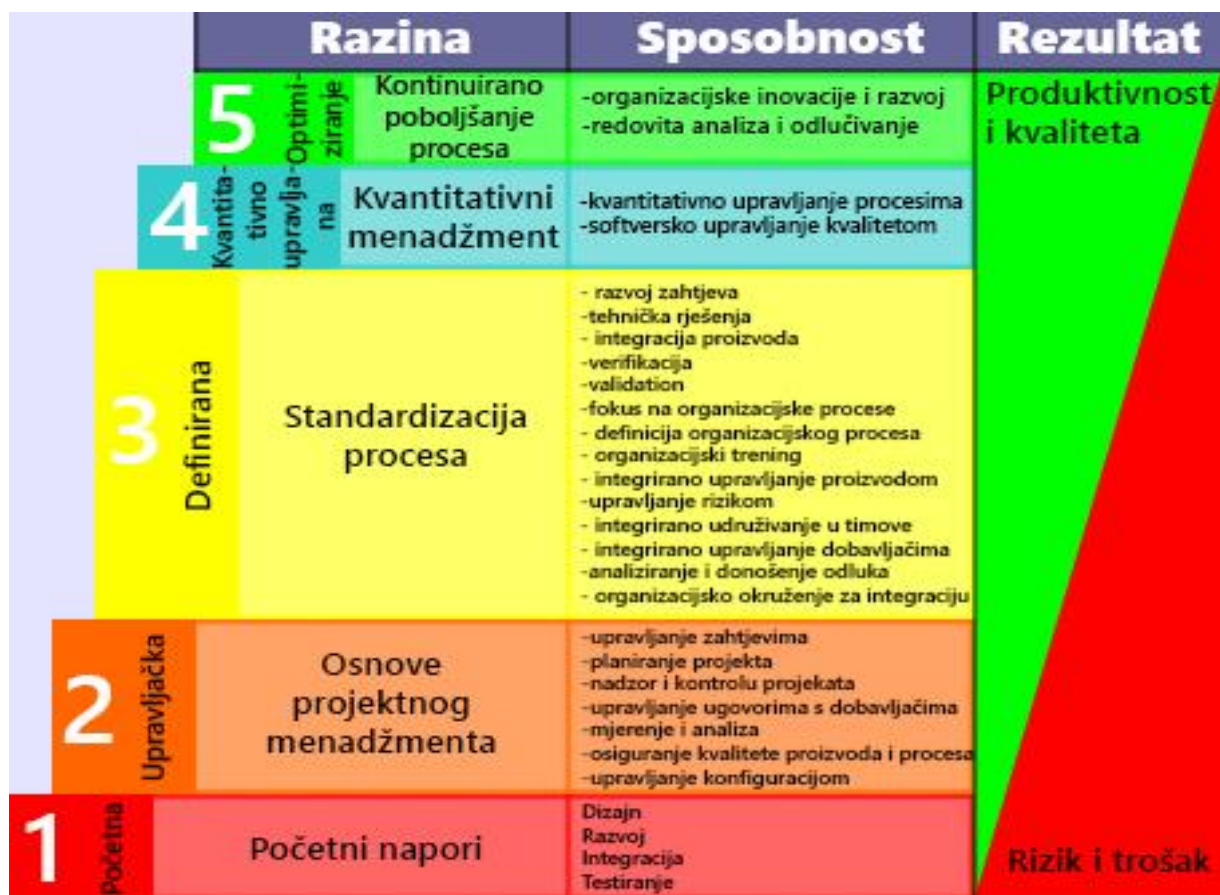 Razina
Sposobnost
Rezultat
5
Optimi-
ziranje
Kontinuirano
poboljšanje
procesa
-organizacijske inovacije i razvoj
-redovita analiza i odlučivanje
Produktivnost
i kvaliteta
4
Kvantita-
tivno
upravlja-
na
Kvantitativni
menadžment
-kvantitativno upravljanje procesima
-softversko upravljanje kvalitetom
3
Definirana
Standardizacija
procesa
- razvoj zahtjeva
-tehnička rješenja
- integracija proizvoda
-verifikacija
-validation
-fokus na organizacijske procese
- definicija organizacijskog procesa
- organizacijski trening
- integrirano upravljanje proizvodom
-upravljanje rizikom
- integrirano udruživanje u timove
- integrirano upravljanje dobavljačima
-analiziranje i donošenje odluka
- organizacijsko okruženje za integraciju
2
Upravljačka
Osnove
projektnog
menadžmenta
-upravljanje zahtjevima
-planiranje projekta
-nadzor i kontrolu projekata
-upravljanje ugovorima s dobavljačima
-mjerenje i analiza
-osiguranje kvalitete proizvoda i procesa
-upravljanje konfiguracijom
1
Početna
Početni napori
Dizajn
Razvoj
Integracija
Testiranje
Rizik i trošak